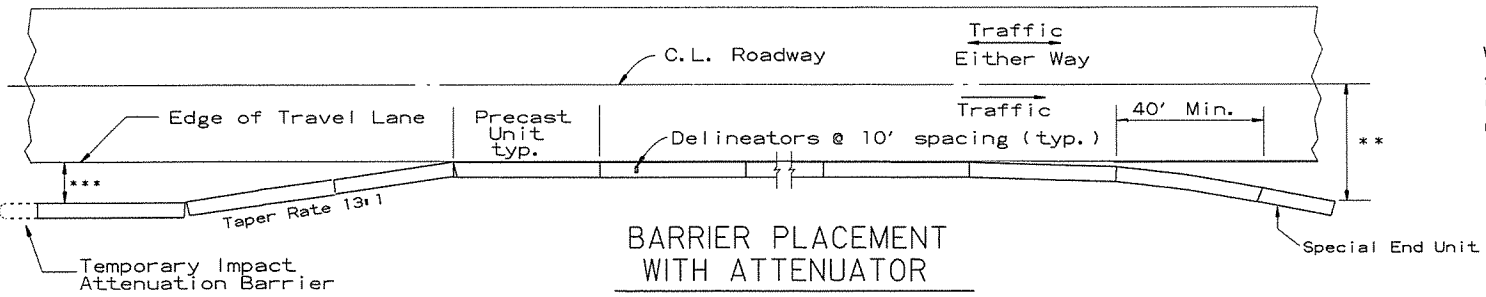 Traffic
Either Way
C.L. Roadway
Traffic
40' Min.
Edge of Travel Lane
Precast
Unit
typ.
Delineators @ 10' spacing (typ.)
**
***
Taper Rate 13:1
BARRIER PLACEMENT
WITH ATTENUATOR
Special End Unit
Temporary Impact
Attenuation Barrier